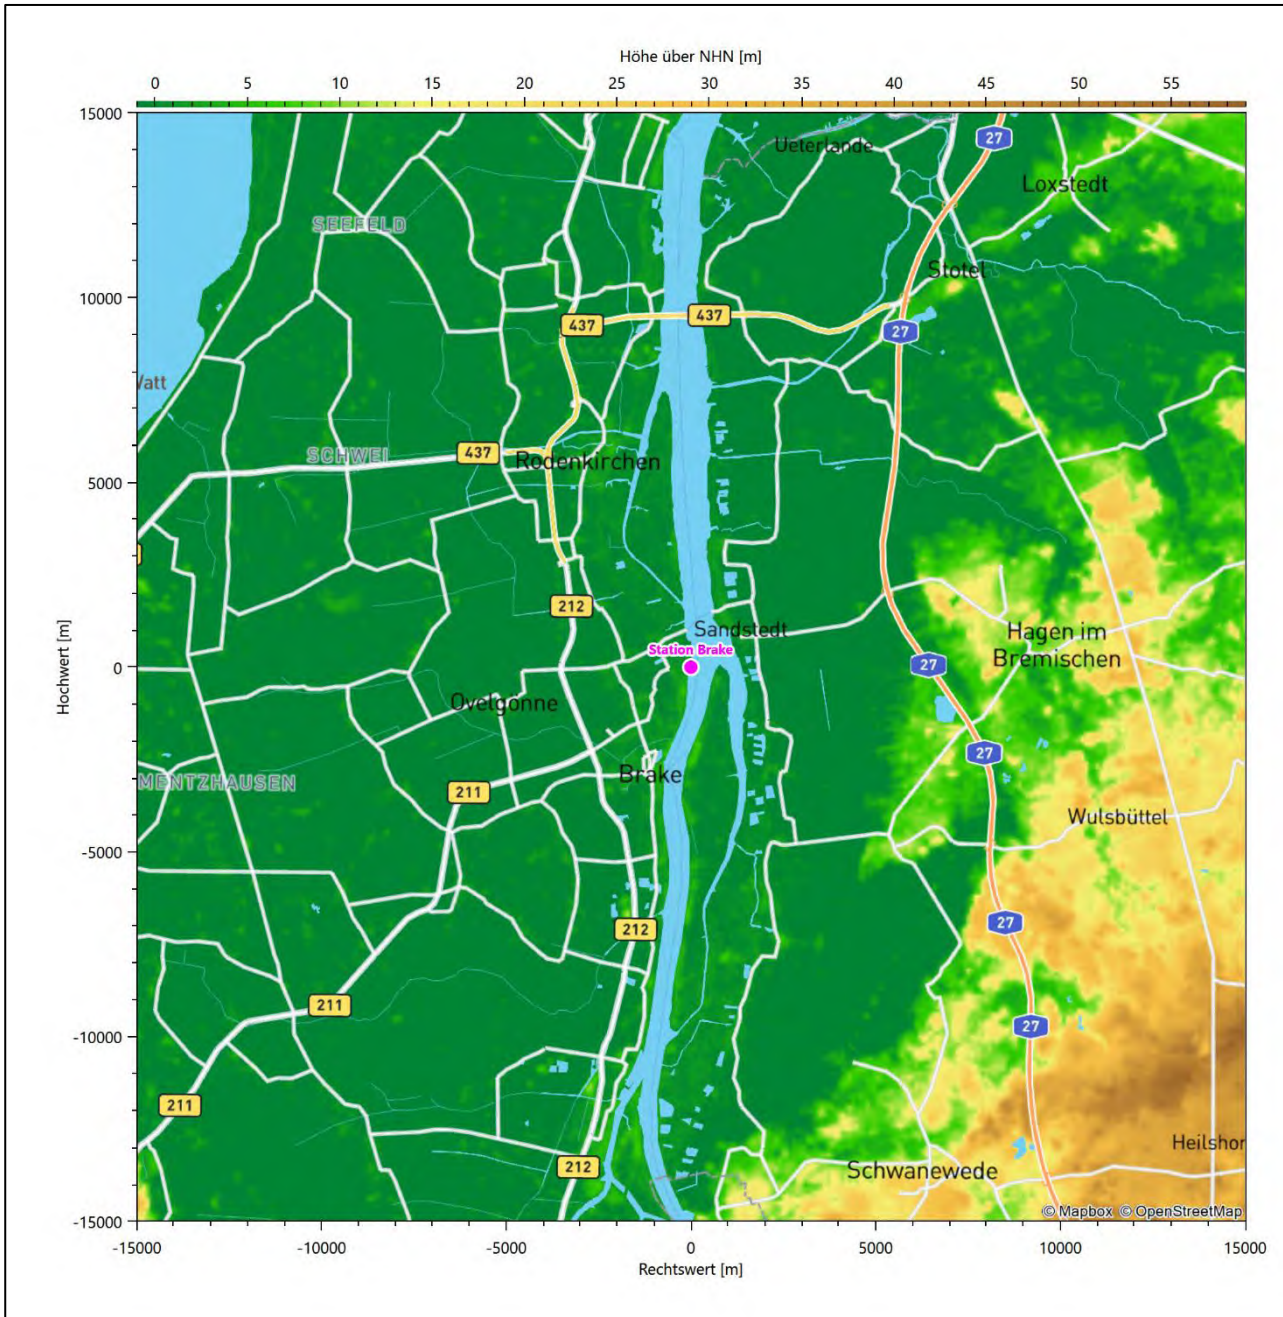 Höhe über NHN [m]
0 5 10 15 20 25 30 35 40 45 50 55
15000
27
Ueterlande
Loxstedt
SEEFELD
Stotel
10000
437
437
27
Watt
SCHWEI
437
Rodenkirchen
5000
212
Sandstedt
Hagen im
Bremischen
Station Brake
0
27
Hochwert [m]
Ovelgönne
27
Brake
MENTZHAUSEN
211
Wulsbüttel
-5000
212
27
211
-10000
27
211
Heilshor
212
Schwanewede
© Mapbox © OpenStreetMap
-15000
-15000 -10000 -5000 0 5000 10000 15000
Rechtswert [m]